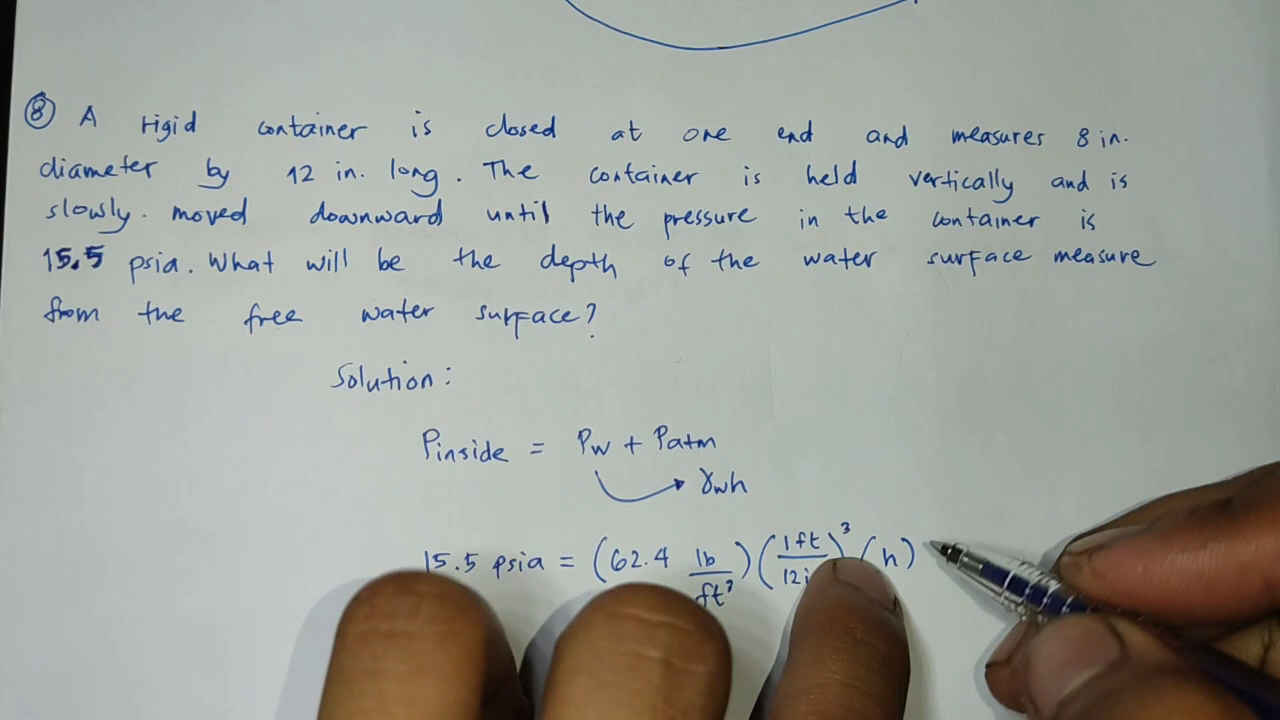 ⑧ A rigid container is closed at one end and measures 8 in.
diameter by 12 in. long. The container is held vertically and is
slowly. moved downward until the pressure in the container is
15.5 psia. What will be the depth of the water surface measure
from the free water surface?
Solution:
Pinside = Pw + Patm
γwh
15.5 psia = (62.4 lb/ft³)(1ft/12i)³(h)